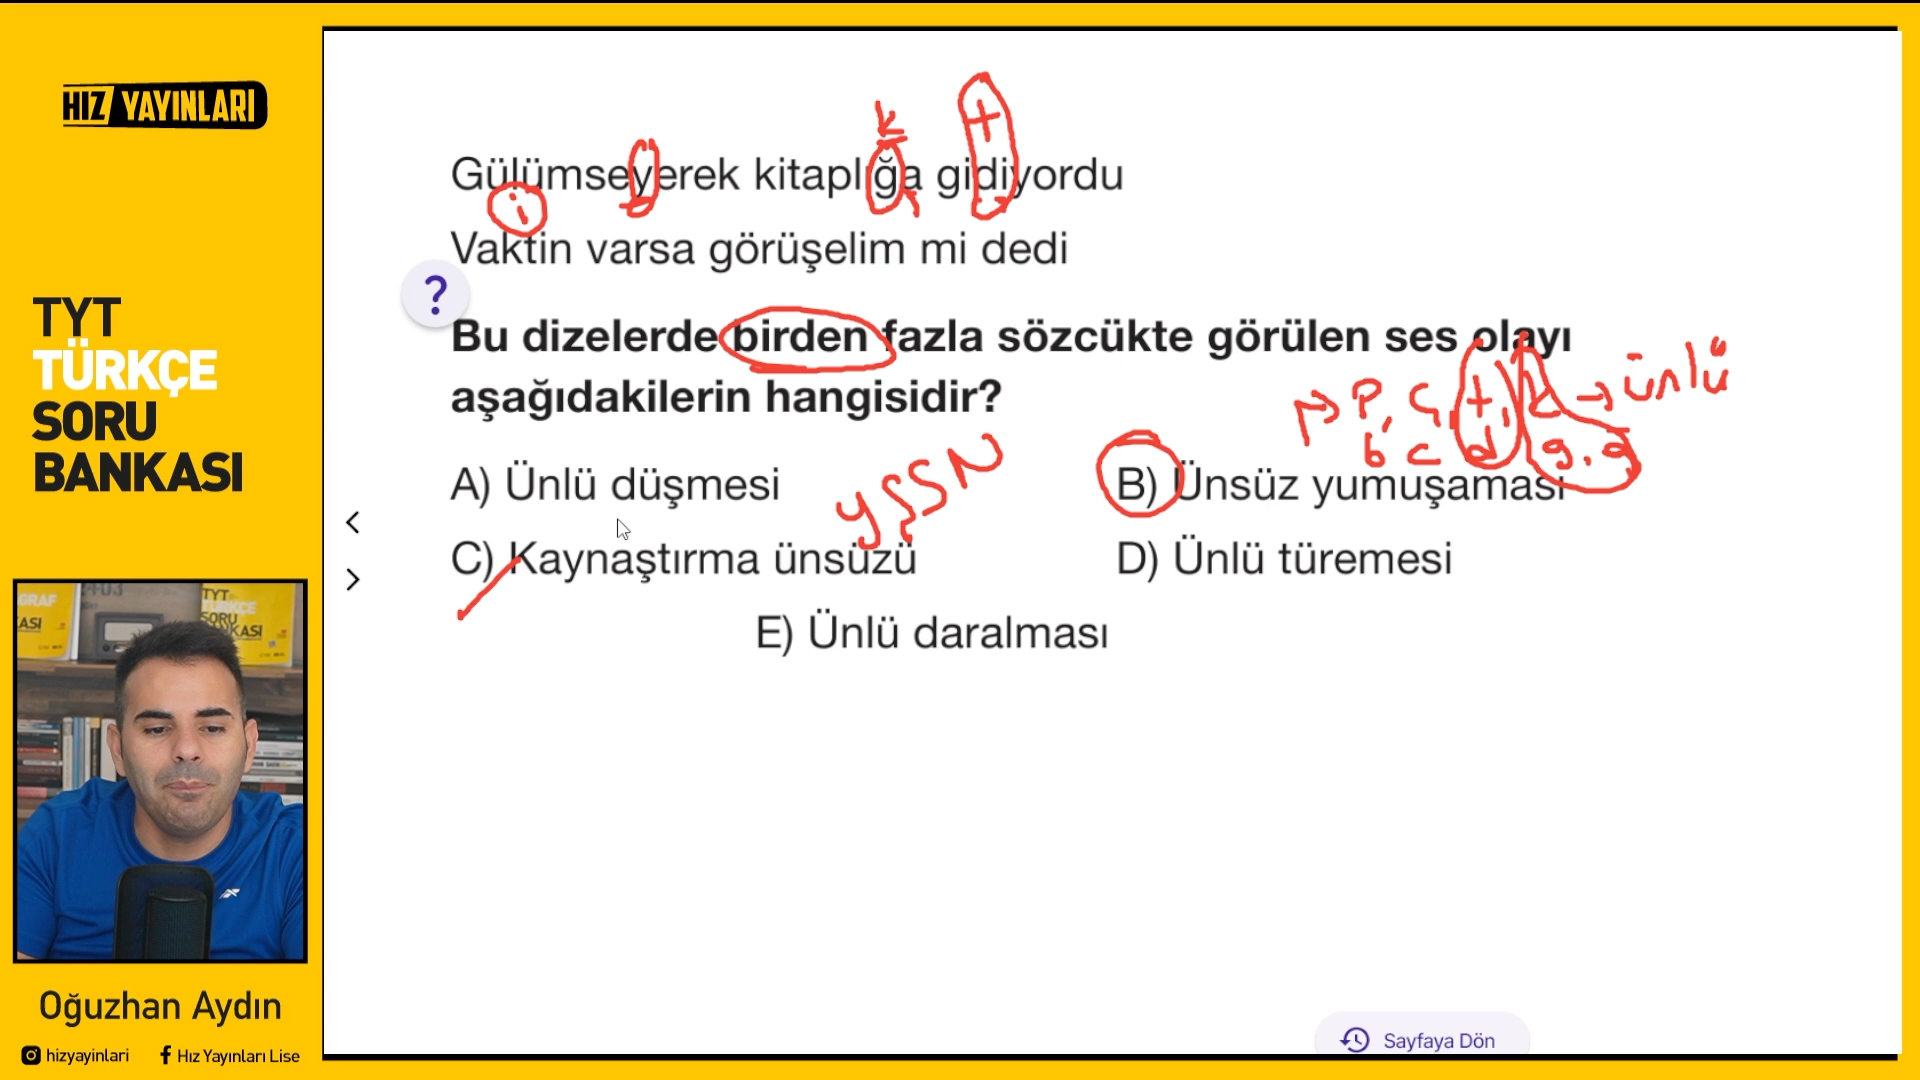 HIZ YAYINLARI
TYT
TÜRKÇE
SORU
BANKASI
Oğuzhan Aydın
hizyayinlari
Hız Yayınları Lise
k
t
Gülümseyerek kitaplığa gidiyordu
i
Vaktin varsa görüşelim mi dedi
?
Bu dizelerde birden fazla sözcükte görülen ses olayı
aşağıdakilerin hangisidir?
p, ç, t, k → ünlü
b c d g, ğ
YŞSN
A) Ünlü düşmesi
B) Ünsüz yumuşaması
C) Kaynaştırma ünsüzü
D) Ünlü türemesi
E) Ünlü daralması
Sayfaya Dön